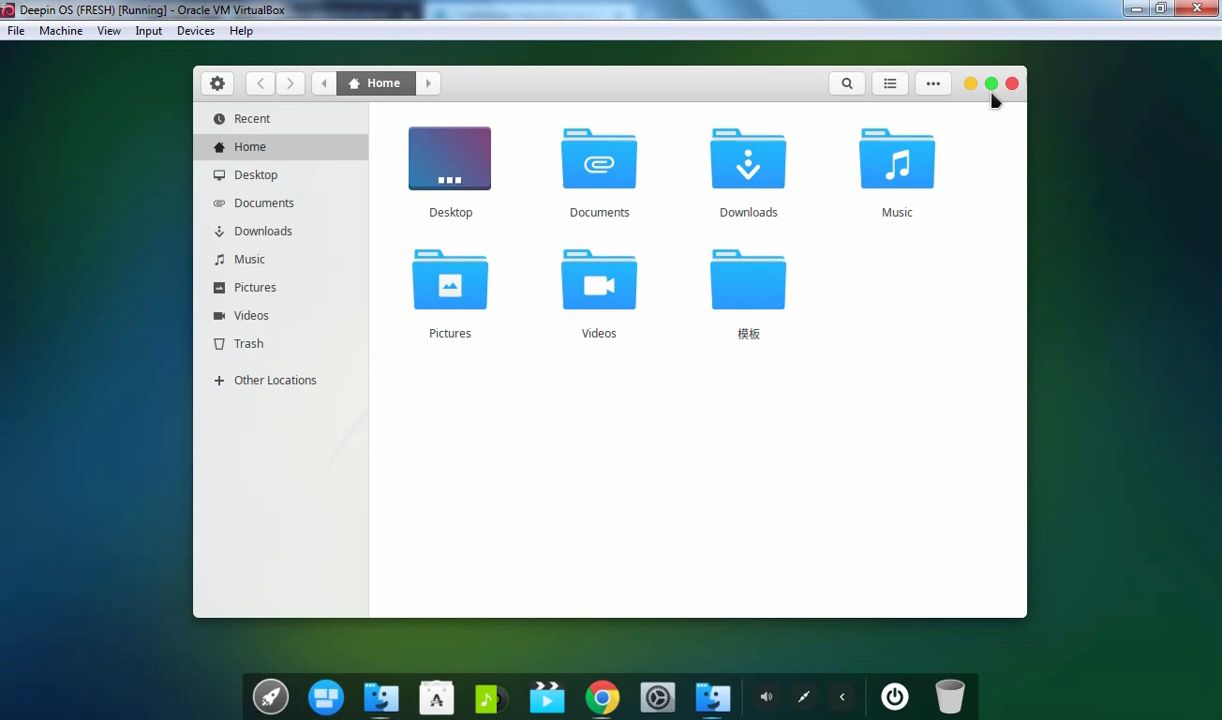 Deepin OS (FRESH) [Running] - Oracle VM VirtualBox
File Machine View Input Devices Help
Home
Recent
Home
Desktop
Documents
Downloads
Music
Pictures
Videos
Trash
Other Locations
Desktop Documents Downloads Music
Pictures Videos 模板